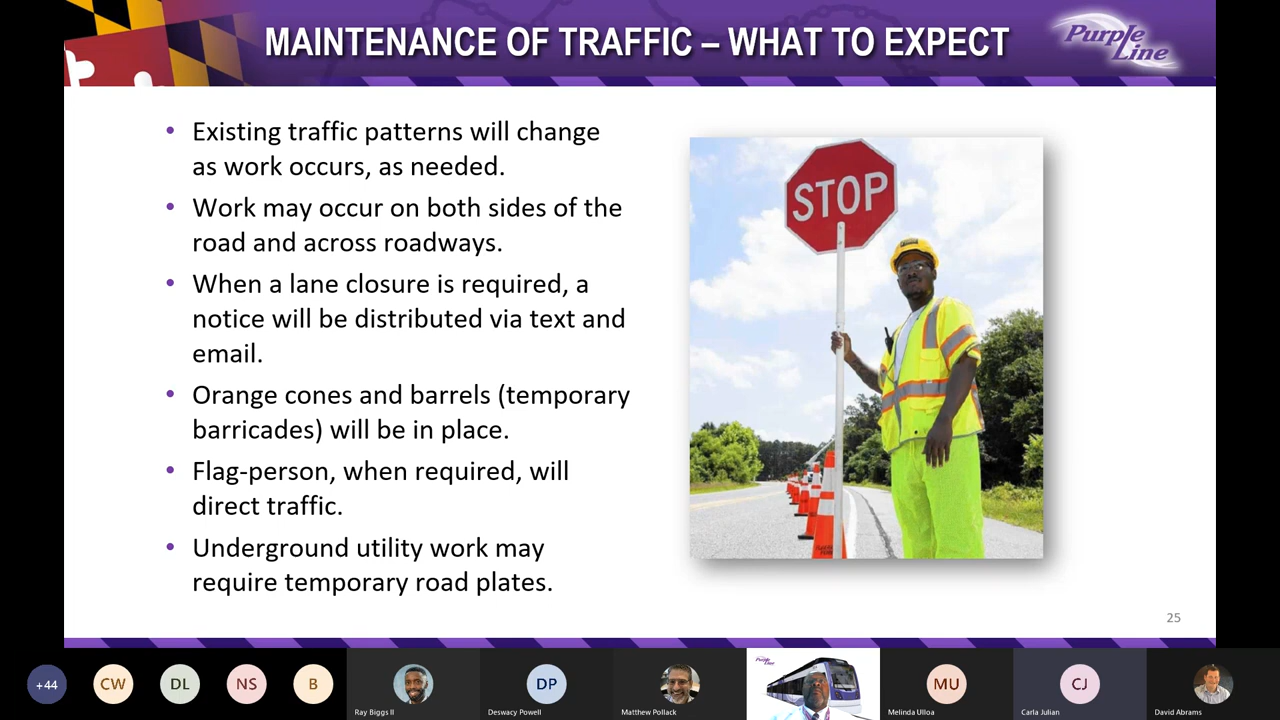 MAINTENANCE OF TRAFFIC – WHAT TO EXPECT
Purple
Line
• Existing traffic patterns will change
as work occurs, as needed.
• Work may occur on both sides of the
road and across roadways.
• When a lane closure is required, a
notice will be distributed via text and
email.
• Orange cones and barrels (temporary
barricades) will be in place.
• Flag-person, when required, will
direct traffic.
• Underground utility work may
require temporary road plates.
STOP
25
+44
CW
DL
NS
B
Ray Biggs II
DP
Deswacy Powell
Matthew Pollack
Purple
Line
MU
Melinda Ulloa
CJ
Carla Julian
David Abrams